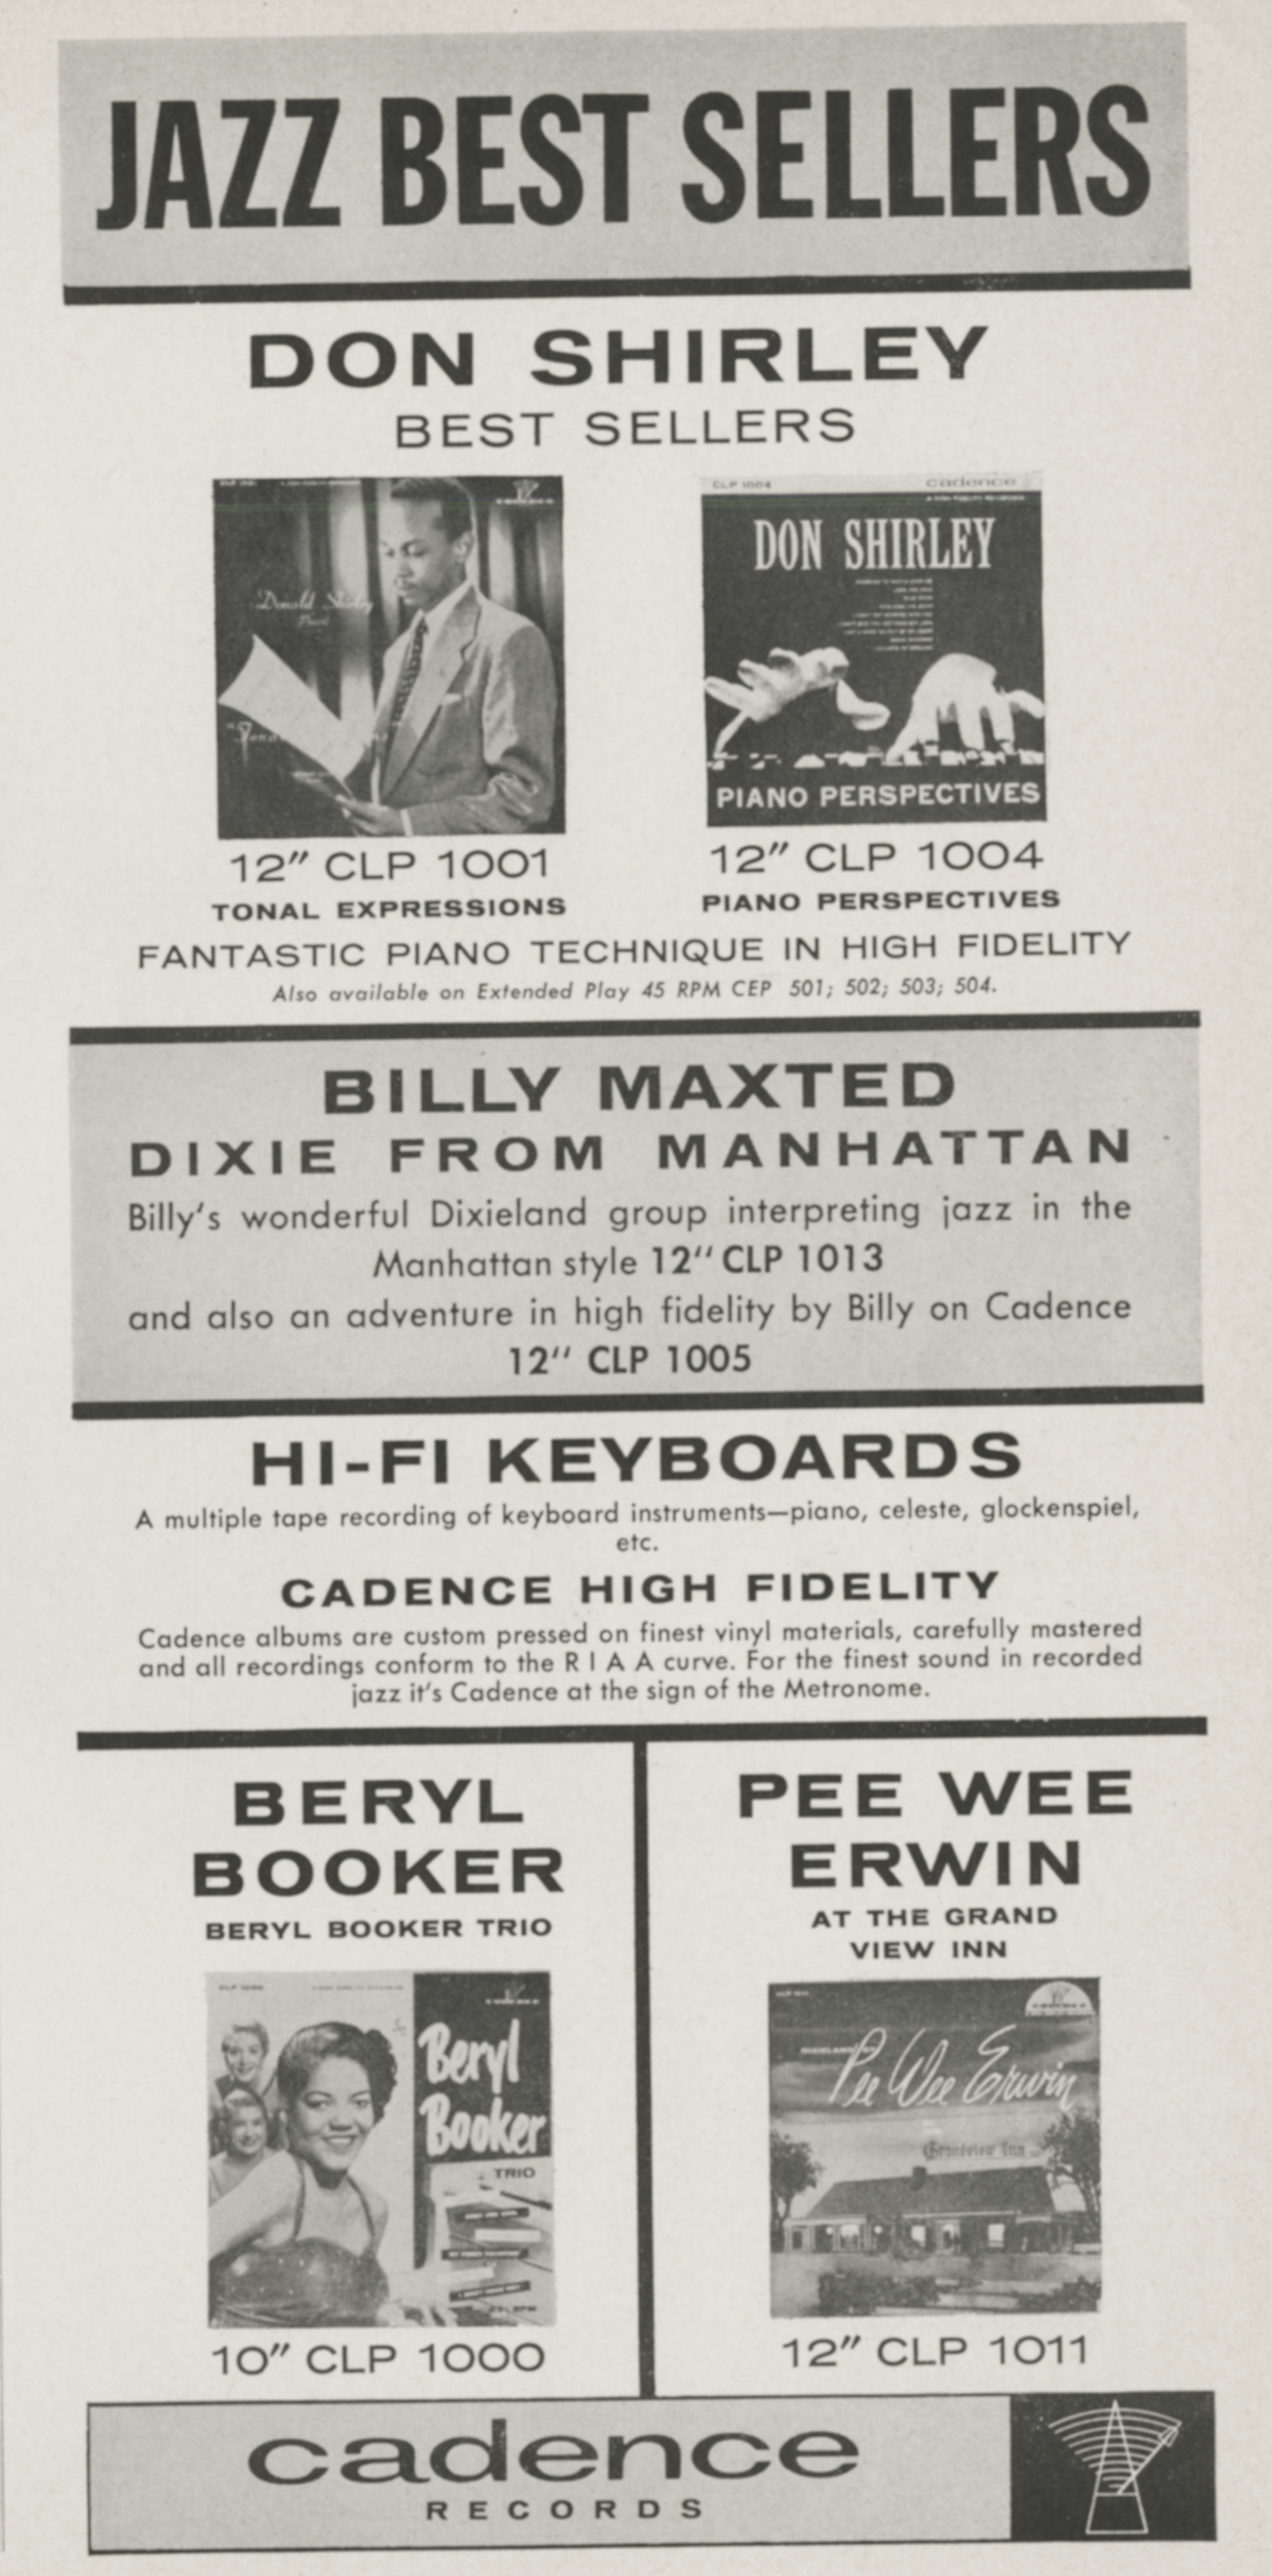 JAZZ BEST SELLERS
DON SHIRLEY
BEST SELLERS
Donald Shirley
CLP 1004 cadence
DON SHIRLEY
PIANO PERSPECTIVES
12" CLP 1001
TONAL EXPRESSIONS
12" CLP 1004
PIANO PERSPECTIVES
FANTASTIC PIANO TECHNIQUE IN HIGH FIDELITY
Also available on Extended Play 45 RPM CEP 501; 502; 503; 504.
BILLY MAXTED
DIXIE FROM MANHATTAN
Billy's wonderful Dixieland group interpreting jazz in the
Manhattan style 12" CLP 1013
and also an adventure in high fidelity by Billy on Cadence
12" CLP 1005
HI-FI KEYBOARDS
A multiple tape recording of keyboard instruments—piano, celeste, glockenspiel,
etc.
CADENCE HIGH FIDELITY
Cadence albums are custom pressed on finest vinyl materials, carefully mastered
and all recordings conform to the R I A A curve. For the finest sound in recorded
jazz it's Cadence at the sign of the Metronome.
BERYL
BOOKER
BERYL BOOKER TRIO
Beryl
Booker
TRIO
10" CLP 1000
PEE WEE
ERWIN
AT THE GRAND
VIEW INN
Pee Wee Erwin
Grandview Inn
12" CLP 1011
cadence
RECORDS